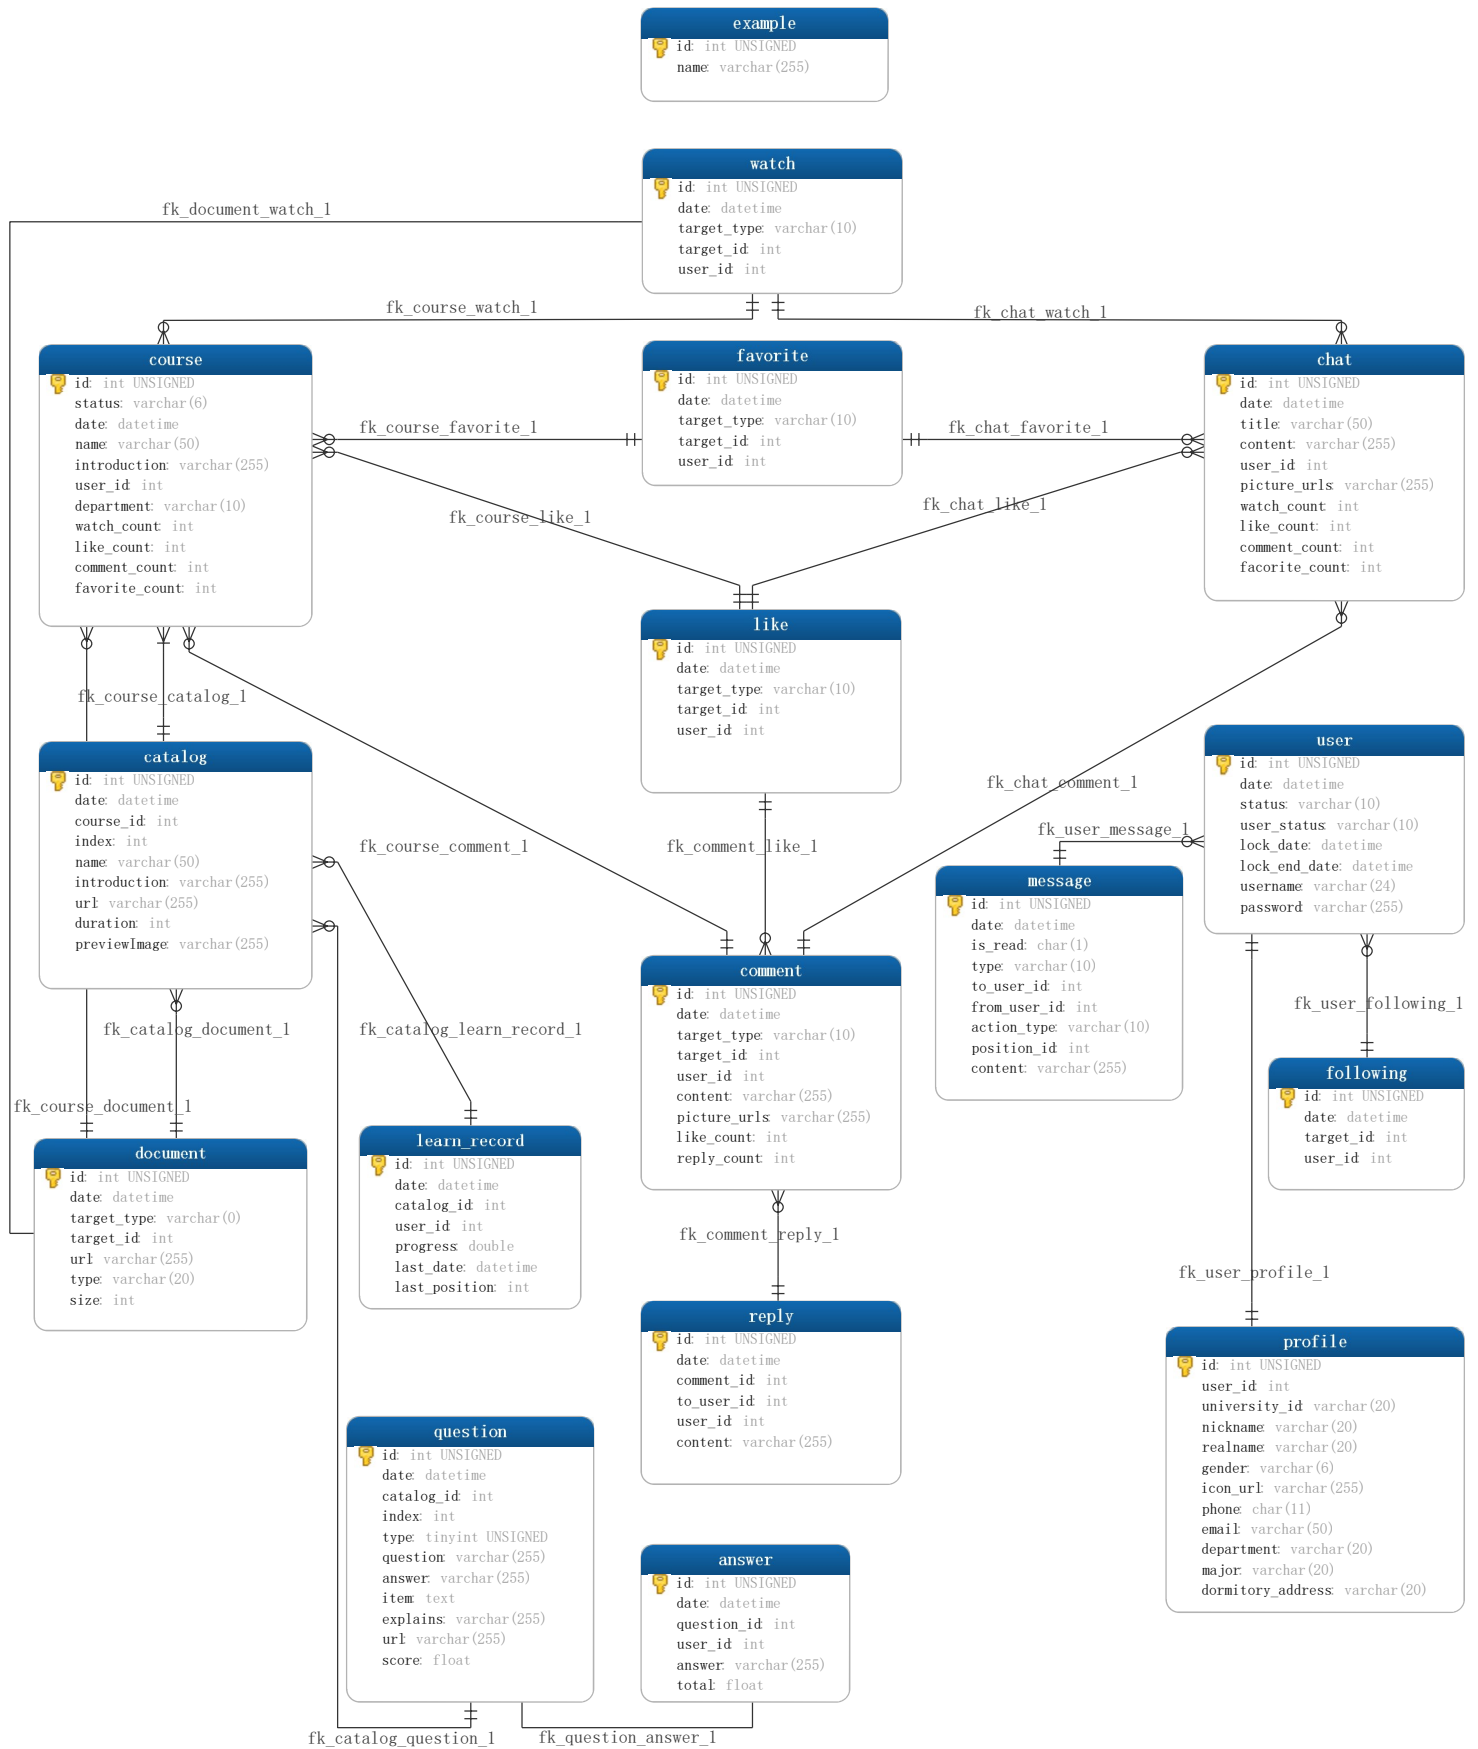 example
id: int UNSIGNED
name: varchar(255)
watch
id: int UNSIGNED
date: datetime
target_type: varchar(10)
target_id: int
user_id: int
fk_document_watch_1
fk_course_watch_1
fk_chat_watch_1
course
id: int UNSIGNED
status: varchar(6)
date: datetime
name: varchar(50)
introduction: varchar(255)
user_id: int
department: varchar(10)
watch_count: int
like_count: int
comment_count: int
favorite_count: int
favorite
id: int UNSIGNED
date: datetime
target_type: varchar(10)
target_id: int
user_id: int
chat
id: int UNSIGNED
date: datetime
title: varchar(50)
content: varchar(255)
user_id: int
picture_urls: varchar(255)
watch_count: int
like_count: int
comment_count: int
facorite_count: int
fk_course_favorite_1
fk_chat_favorite_1
fk_course_like_1
fk_chat_like_1
like
id: int UNSIGNED
date: datetime
target_type: varchar(10)
target_id: int
user_id: int
fk_course_catalog_1
catalog
id: int UNSIGNED
date: datetime
course_id: int
index: int
name: varchar(50)
introduction: varchar(255)
url: varchar(255)
duration: int
previewImage: varchar(255)
user
id: int UNSIGNED
date: datetime
status: varchar(10)
user_status: varchar(10)
lock_date: datetime
lock_end_date: datetime
username: varchar(24)
password: varchar(255)
fk_chat_comment_1
fk_user_message_1
fk_course_comment_1
fk_comment_like_1
message
id: int UNSIGNED
date: datetime
is_read: char(1)
type: varchar(10)
to_user_id: int
from_user_id: int
action_type: varchar(10)
position_id: int
content: varchar(255)
comment
id: int UNSIGNED
date: datetime
target_type: varchar(10)
target_id: int
user_id: int
content: varchar(255)
picture_urls: varchar(255)
like_count: int
reply_count: int
fk_user_following_1
fk_catalog_document_1
fk_catalog_learn_record_1
following
id: int UNSIGNED
date: datetime
target_id: int
user_id: int
fk_course_document_1
document
id: int UNSIGNED
date: datetime
target_type: varchar(0)
target_id: int
url: varchar(255)
type: varchar(20)
size: int
learn_record
id: int UNSIGNED
date: datetime
catalog_id: int
user_id: int
progress: double
last_date: datetime
last_position: int
fk_comment_reply_1
fk_user_profile_1
reply
id: int UNSIGNED
date: datetime
comment_id: int
to_user_id: int
user_id: int
content: varchar(255)
profile
id: int UNSIGNED
user_id: int
university_id: varchar(20)
nickname: varchar(20)
realname: varchar(20)
gender: varchar(6)
icon_url: varchar(255)
phone: char(11)
email: varchar(50)
department: varchar(20)
major: varchar(20)
dormitory_address: varchar(20)
question
id: int UNSIGNED
date: datetime
catalog_id: int
index: int
type: tinyint UNSIGNED
question: varchar(255)
answer: varchar(255)
item: text
explains: varchar(255)
url: varchar(255)
score: float
answer
id: int UNSIGNED
date: datetime
question_id: int
user_id: int
answer: varchar(255)
total: float
fk_catalog_question_1
fk_question_answer_1